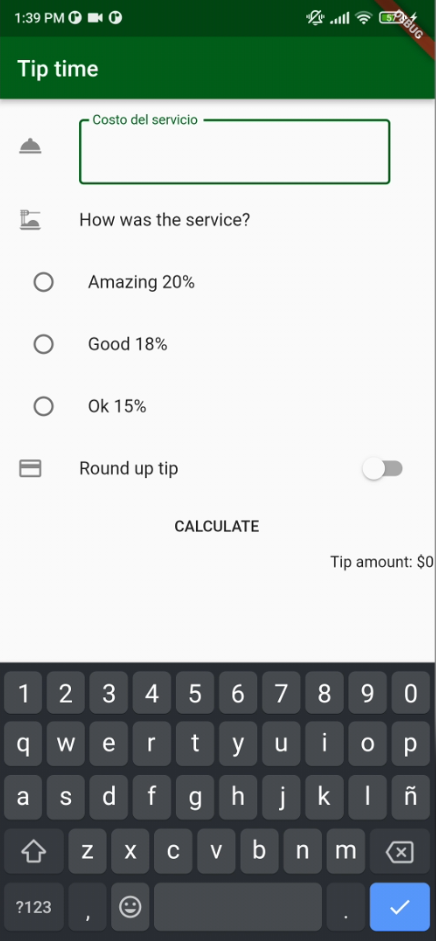 1:39 PM
57
DEBUG
Tip time
Costo del servicio
How was the service?
Amazing 20%
Good 18%
Ok 15%
Round up tip
CALCULATE
Tip amount: $0
1 2 3 4 5 6 7 8 9 0
q w e r t y u i o p
a s d f g h j k l ñ
z x c v b n m
?123 , .